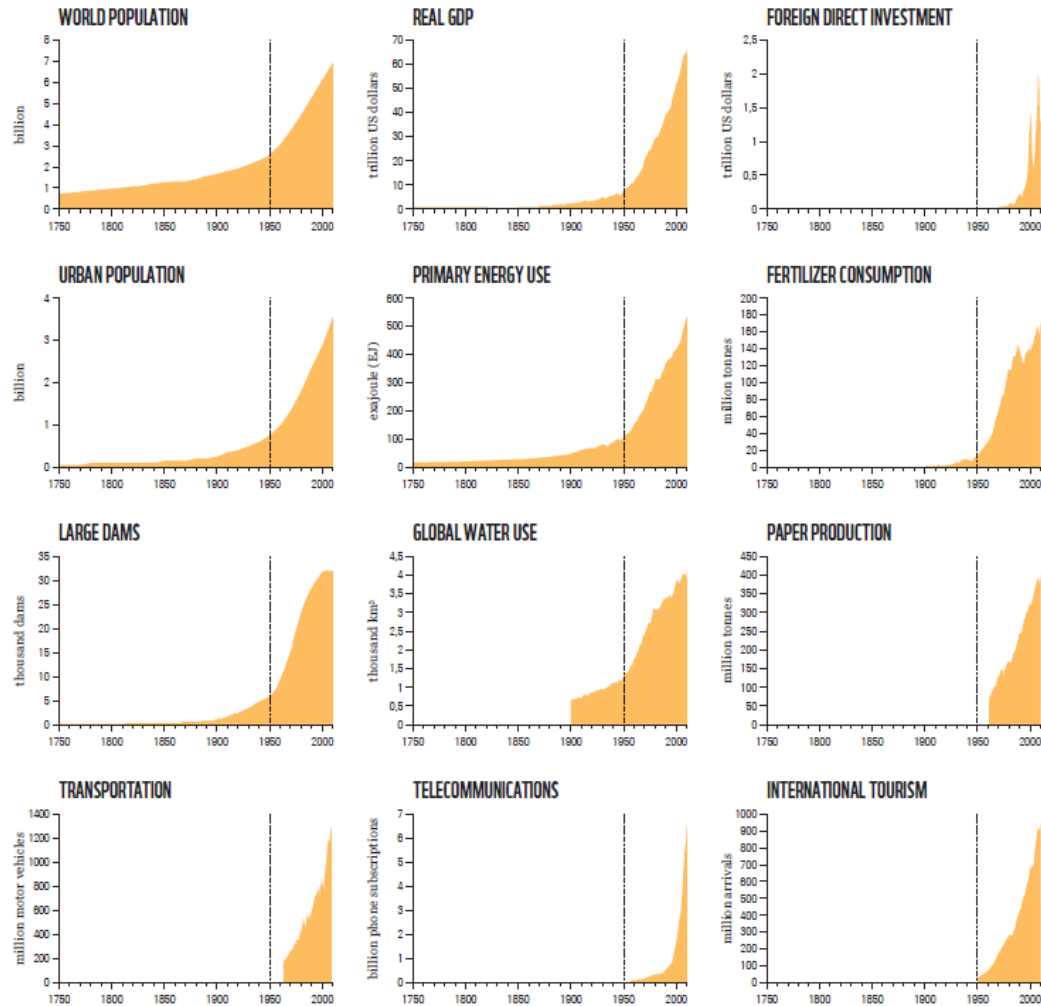 WORLD POPULATION
8
7
6
5
4
3
2
1
0
billion
1750 1800 1850 1900 1950 2000
REAL GDP
70
60
50
40
30
20
10
0
trillion US dollars
1750 1800 1850 1900 1950 2000
FOREIGN DIRECT INVESTMENT
2,5
2
1,5
1
0,5
0
trillion US dollars
1750 1800 1850 1900 1950 2000
URBAN POPULATION
4
3
2
1
0
billion
1750 1800 1850 1900 1950 2000
PRIMARY ENERGY USE
600
500
400
300
200
100
0
exajoule (EJ)
1750 1800 1850 1900 1950 2000
FERTILIZER CONSUMPTION
200
180
160
140
120
100
80
60
40
20
0
million tonnes
1750 1800 1850 1900 1950 2000
LARGE DAMS
35
30
25
20
15
10
5
0
thousand dams
1750 1800 1850 1900 1950 2000
GLOBAL WATER USE
4,5
4
3,5
3
2,5
2
1,5
1
0,5
0
thousand km³
1750 1800 1850 1900 1950 2000
PAPER PRODUCTION
450
400
350
300
250
200
150
100
50
0
million tonnes
1750 1800 1850 1900 1950 2000
TRANSPORTATION
1400
1200
1000
800
600
400
200
0
million motor vehicles
1750 1800 1850 1900 1950 2000
TELECOMMUNICATIONS
7
6
5
4
3
2
1
0
billion phone subscriptions
1750 1800 1850 1900 1950 2000
INTERNATIONAL TOURISM
1000
900
800
700
600
500
400
300
200
100
0
million arrivals
1750 1800 1850 1900 1950 2000